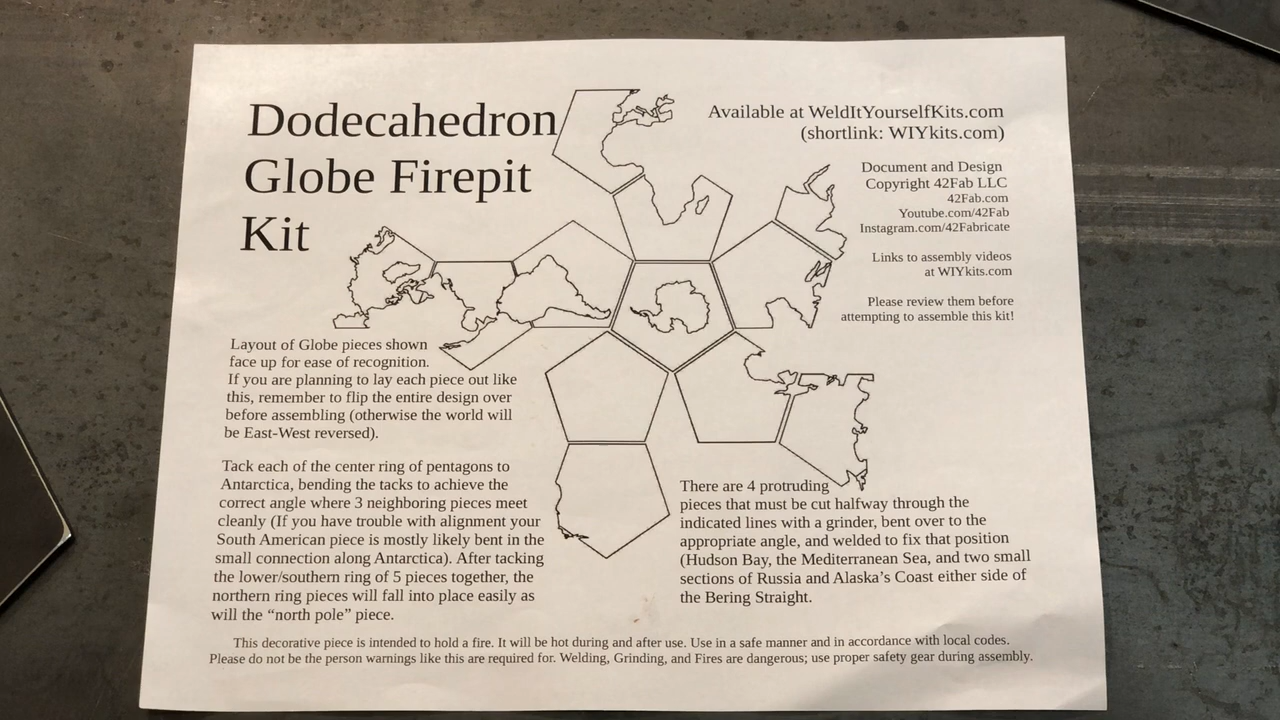 Dodecahedron
Globe Firepit
Kit
Available at WeldItYourselfKits.com
(shortlink: WIYkits.com)
Document and Design
Copyright 42Fab LLC
42Fab.com
Youtube.com/42Fab
Instagram.com/42Fabricate
Links to assembly videos
at WIYkits.com
Please review them before
attempting to assemble this kit!
Layout of Globe pieces shown
face up for ease of recognition.
If you are planning to lay each piece out like
this, remember to flip the entire design over
before assembling (otherwise the world will
be East-West reversed).
Tack each of the center ring of pentagons to
Antarctica, bending the tacks to achieve the
correct angle where 3 neighboring pieces meet
cleanly (If you have trouble with alignment your
South American piece is mostly likely bent in the
small connection along Antarctica). After tacking
the lower/southern ring of 5 pieces together, the
northern ring pieces will fall into place easily as
will the “north pole” piece.
There are 4 protruding
pieces that must be cut halfway through the
indicated lines with a grinder, bent over to the
appropriate angle, and welded to fix that position
(Hudson Bay, the Mediterranean Sea, and two small
sections of Russia and Alaska’s Coast either side of
the Bering Straight.
This decorative piece is intended to hold a fire. It will be hot during and after use. Use in a safe manner and in accordance with local codes.
Please do not be the person warnings like this are required for. Welding, Grinding, and Fires are dangerous; use proper safety gear during assembly.